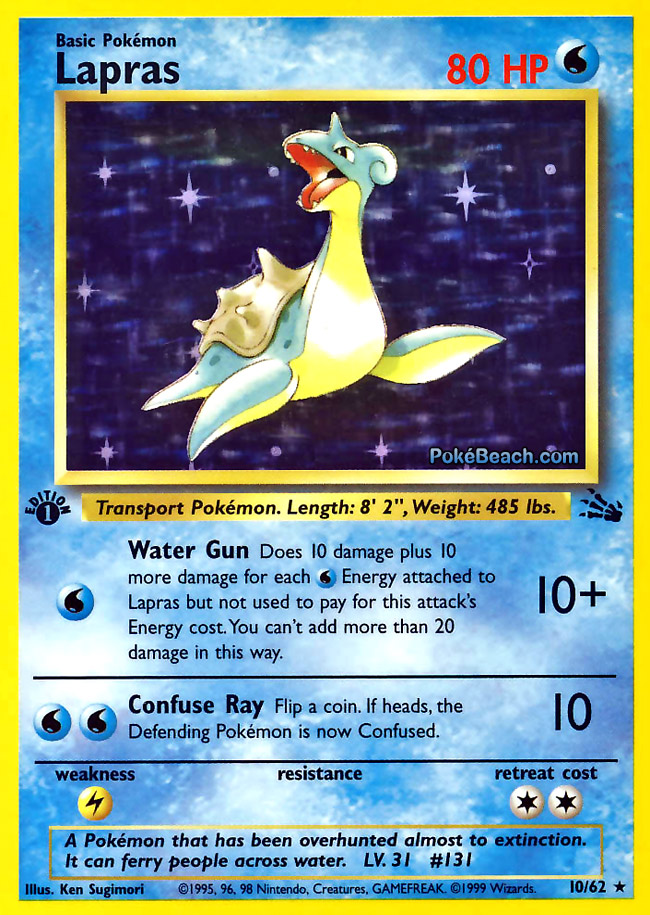 Basic Pokémon
Lapras
80 HP
PokéBeach.com
EDITION
1
Transport Pokémon. Length: 8' 2", Weight: 485 lbs.
Water Gun Does 10 damage plus 10
more damage for each Energy attached to
Lapras but not used to pay for this attack's
Energy cost. You can't add more than 20
damage in this way.
10+
Confuse Ray Flip a coin. If heads, the
Defending Pokémon is now Confused.
10
weakness resistance retreat cost
A Pokémon that has been overhunted almost to extinction.
It can ferry people across water. LV. 31 #131
Illus. Ken Sugimori ©1995, 96, 98 Nintendo, Creatures, GAMEFREAK. ©1999 Wizards. 10/62 ★